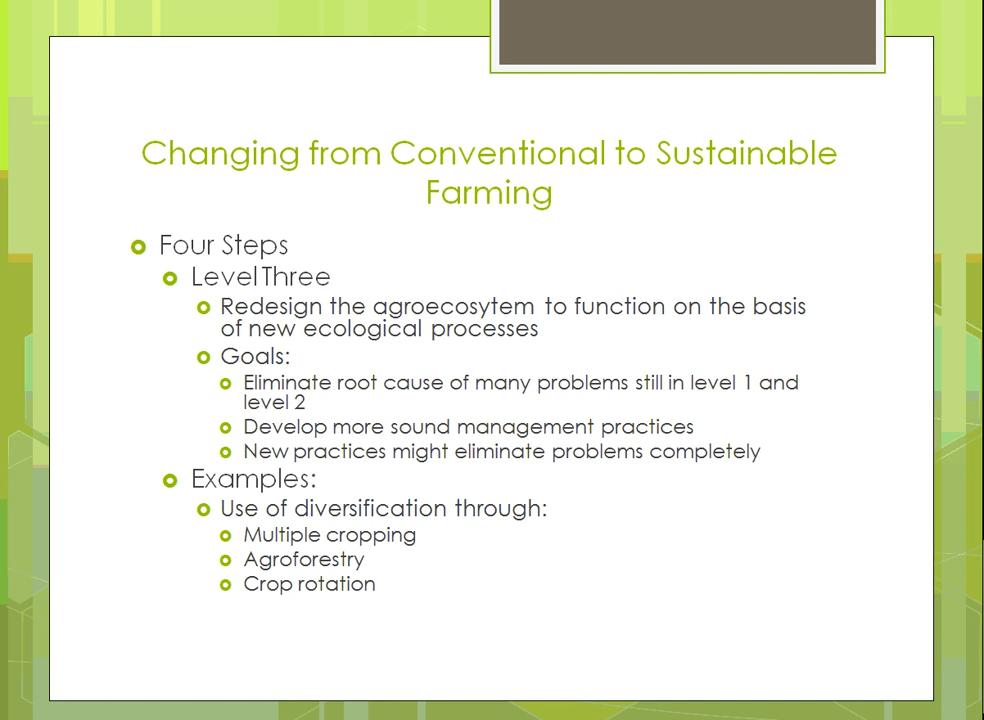 Changing from Conventional to Sustainable
Farming
Four Steps
Level Three
Redesign the agroecosytem to function on the basis
of new ecological processes
Goals:
Eliminate root cause of many problems still in level 1 and
level 2
Develop more sound management practices
New practices might eliminate problems completely
Examples:
Use of diversification through:
Multiple cropping
Agroforestry
Crop rotation